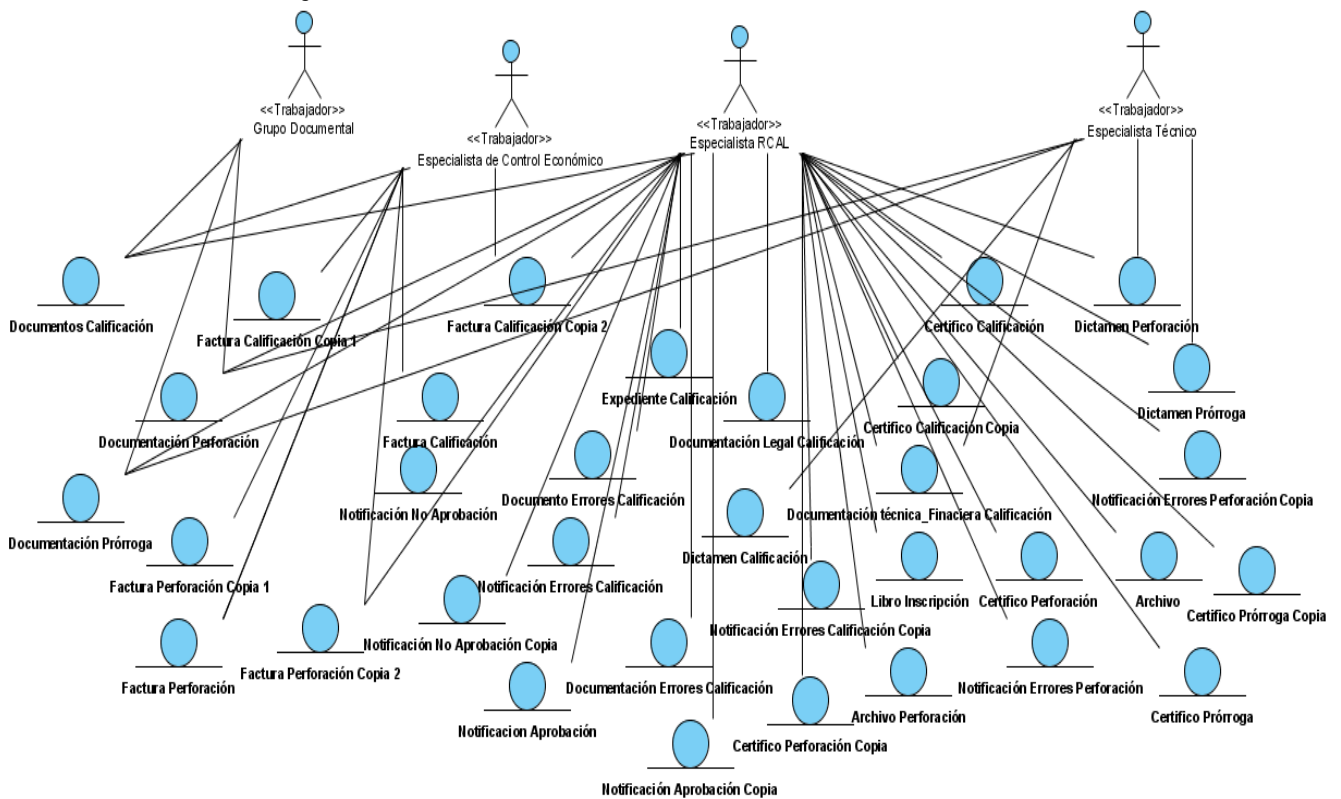 <<Trabajador>>
Grupo Documental
<<Trabajador>>
Especialista de Control Económico
<<Trabajador>>
Especialista RCAL
<<Trabajador>>
Especialista Técnico
Documentos Calificación
Factura Calificación Copia 1
Factura Calificación Copia 2
Certifico Calificación
Dictamen Perforación
Expediente Calificación
Documentación Perforación
Factura Calificación
Documentación Legal Calificación
Certifico Calificación Copia
Dictamen Prórroga
Documentación Prórroga
Notificación No Aprobación
Documento Errores Calificación
Documentación técnica_Finaciera Calificación
Notificación Errores Perforación Copia
Dictamen Calificación
Factura Perforación Copia 1
Notificación Errores Calificación
Libro Inscripción
Certifico Perforación
Archivo
Certifico Prórroga Copia
Notificación No Aprobación Copia
Notificación Errores Calificación Copia
Factura Perforación
Factura Perforación Copia 2
Documentación Errores Calificación
Notificación Errores Perforación
Certifico Prórroga
Notificacion Aprobación
Archivo Perforación
Certifico Perforación Copia
Notificación Aprobación Copia